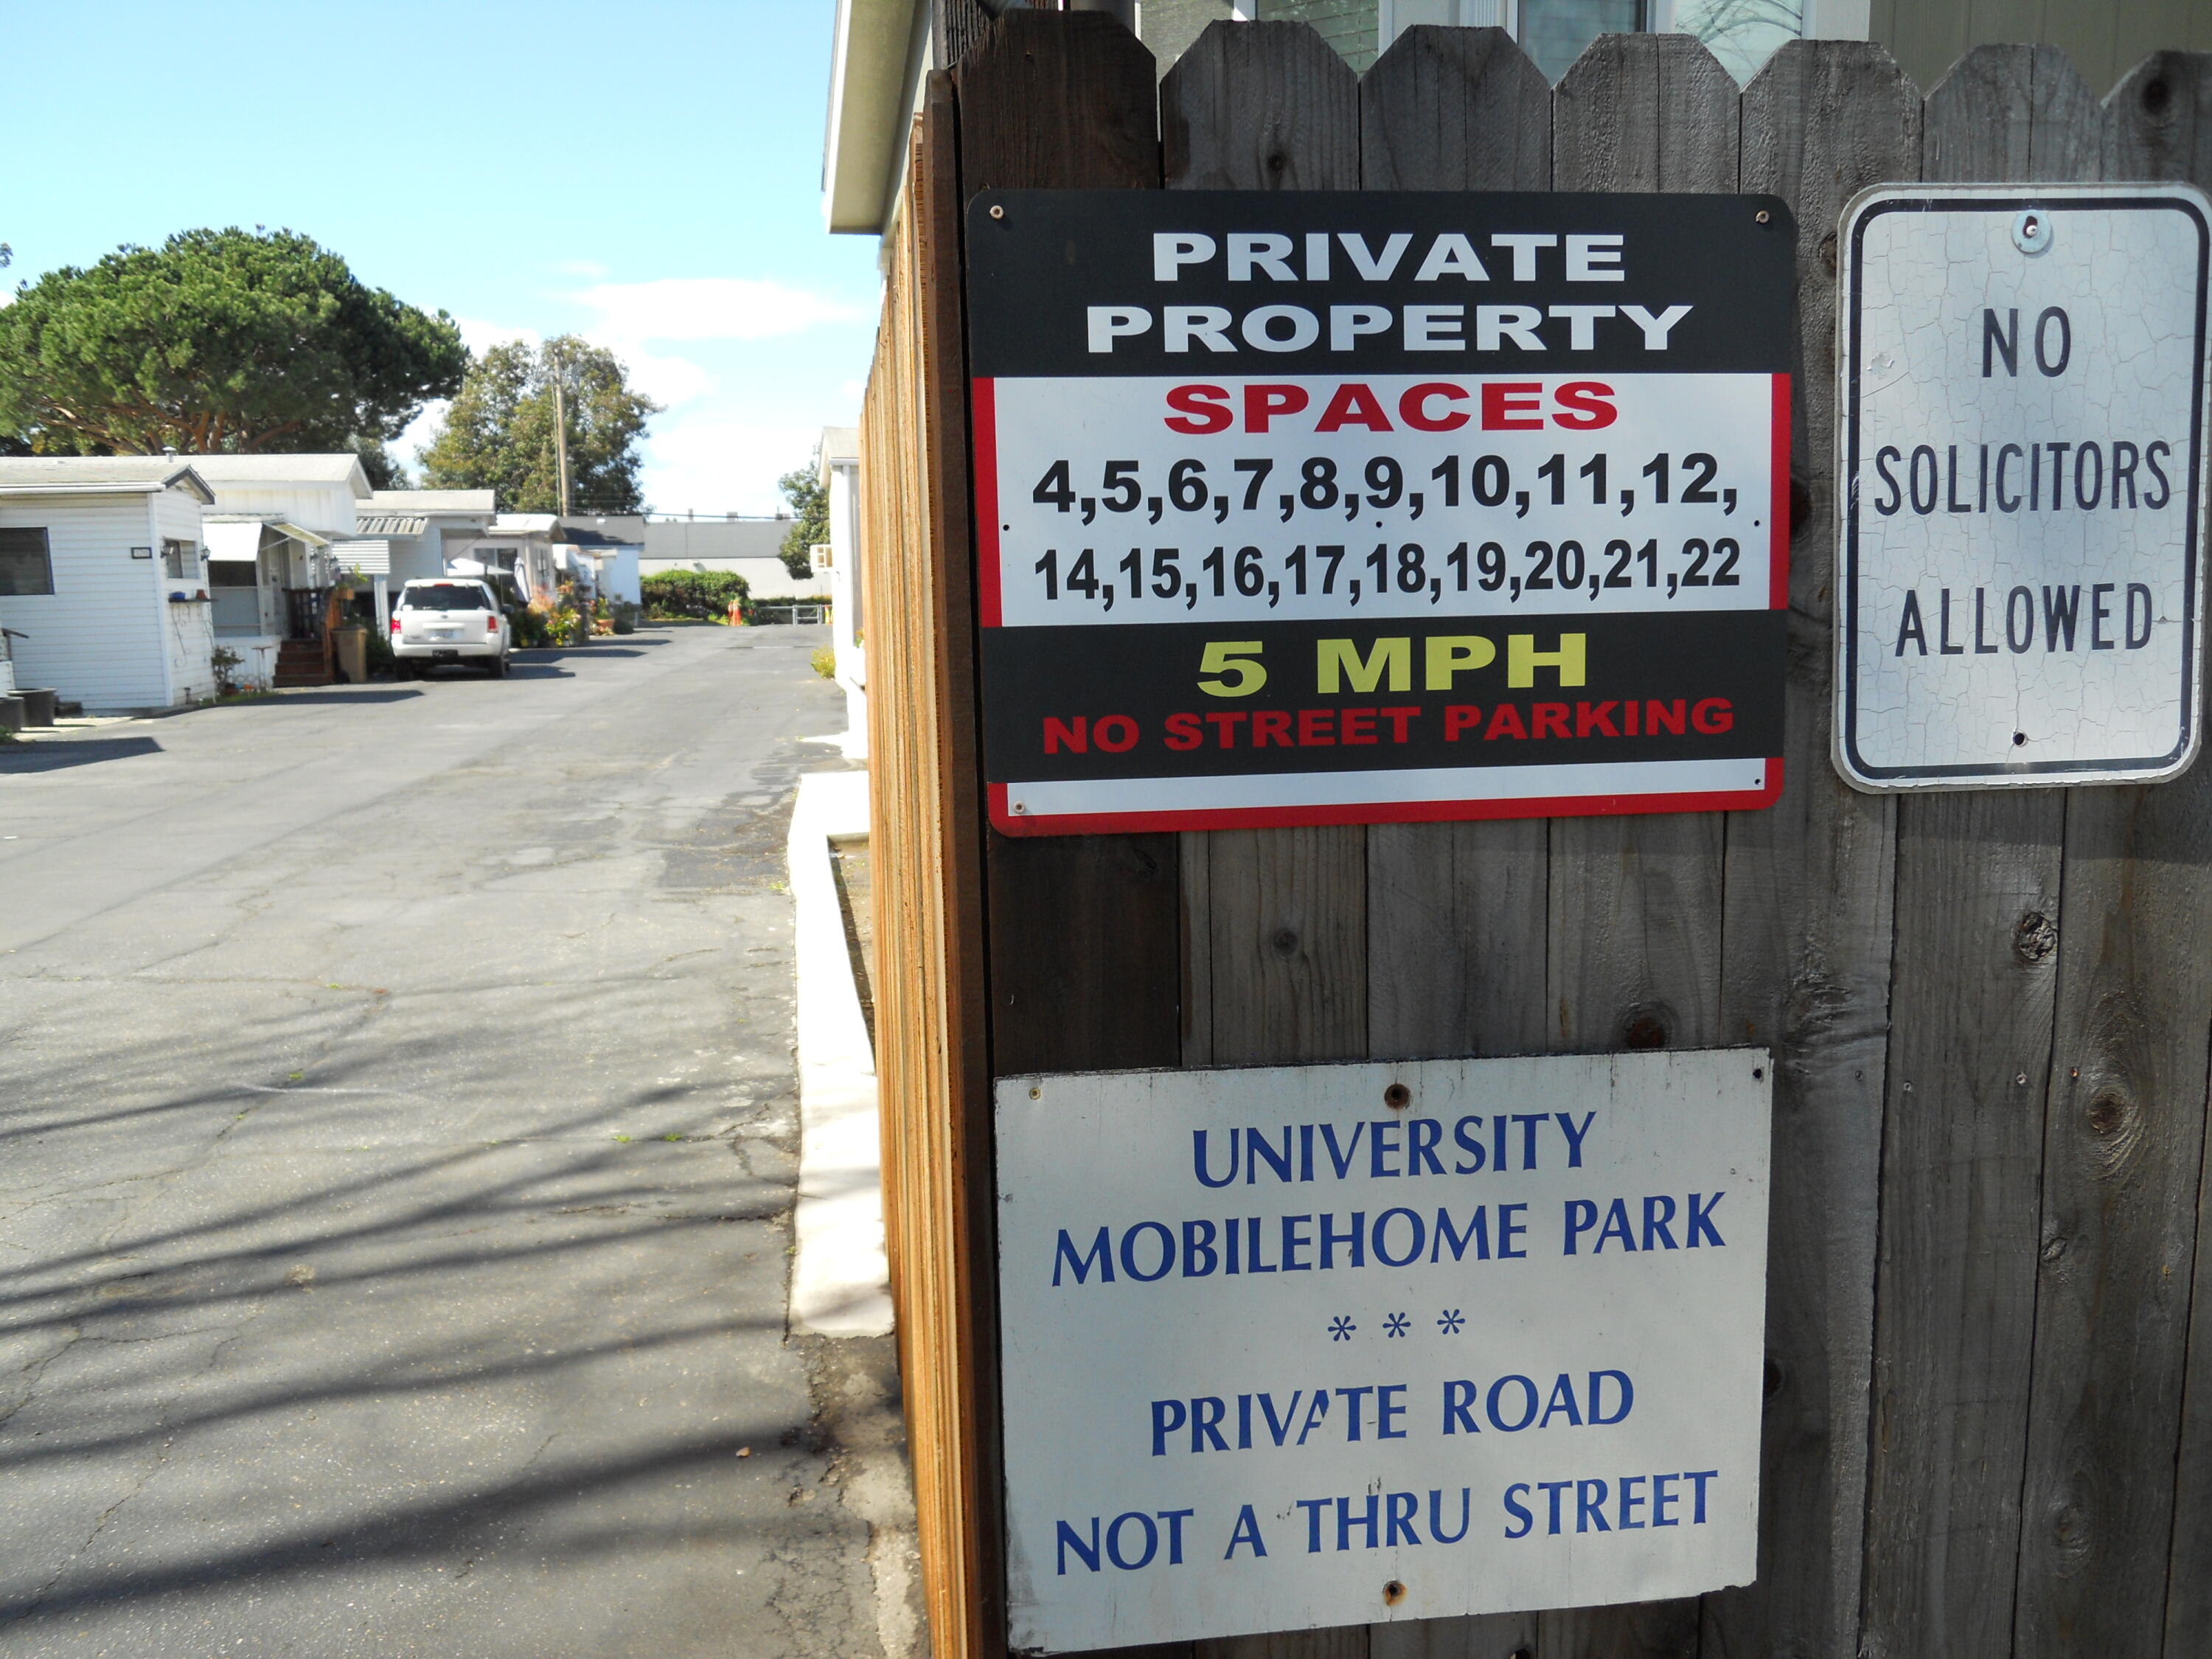 PRIVATE
PROPERTY
SPACES
4,5,6,7,8,9,10,11,12,
14,15,16,17,18,19,20,21,22
5 MPH
NO STREET PARKING
NO
SOLICITORS
ALLOWED
UNIVERSITY
MOBILEHOME PARK
* * *
PRIVATE ROAD
NOT A THRU STREET